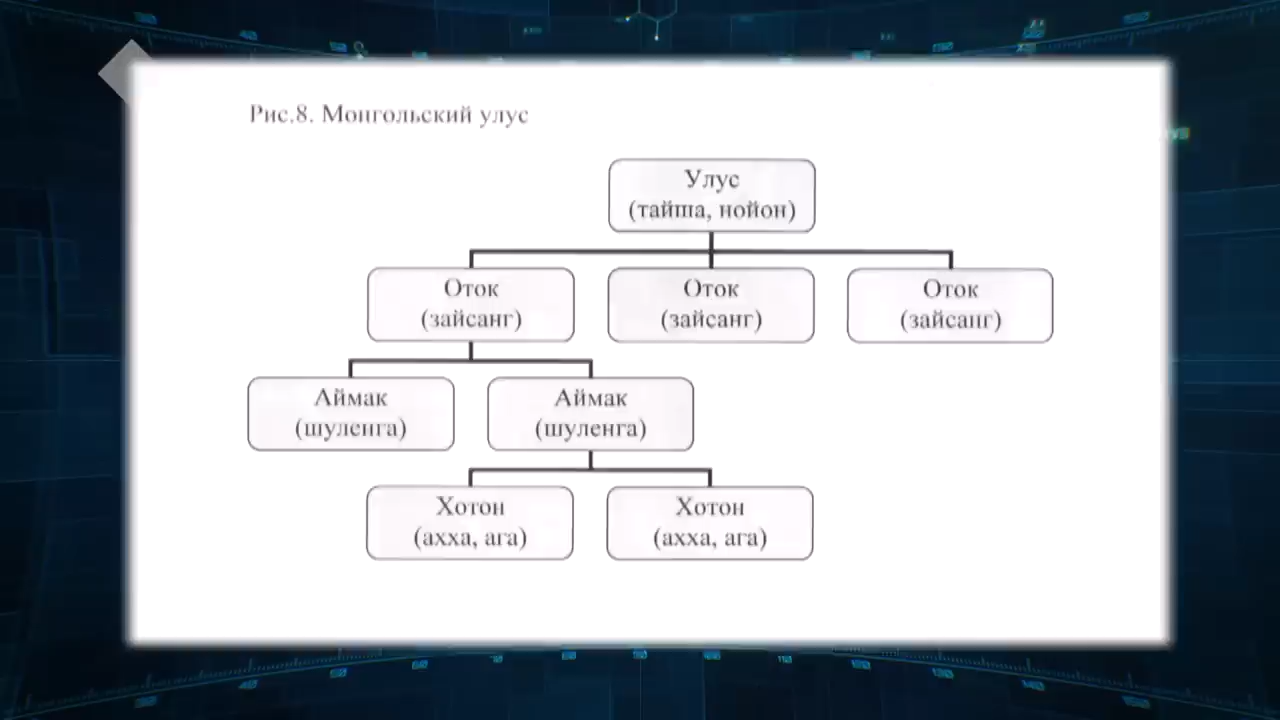 Рис.8. Монгольский улус
Улус
(тайша, нойон)
Оток
(зайсанг)
Оток
(зайсанг)
Оток
(зайсанг)
Аймак
(шуленга)
Аймак
(шуленга)
Хотон
(ахха, ага)
Хотон
(ахха, ага)